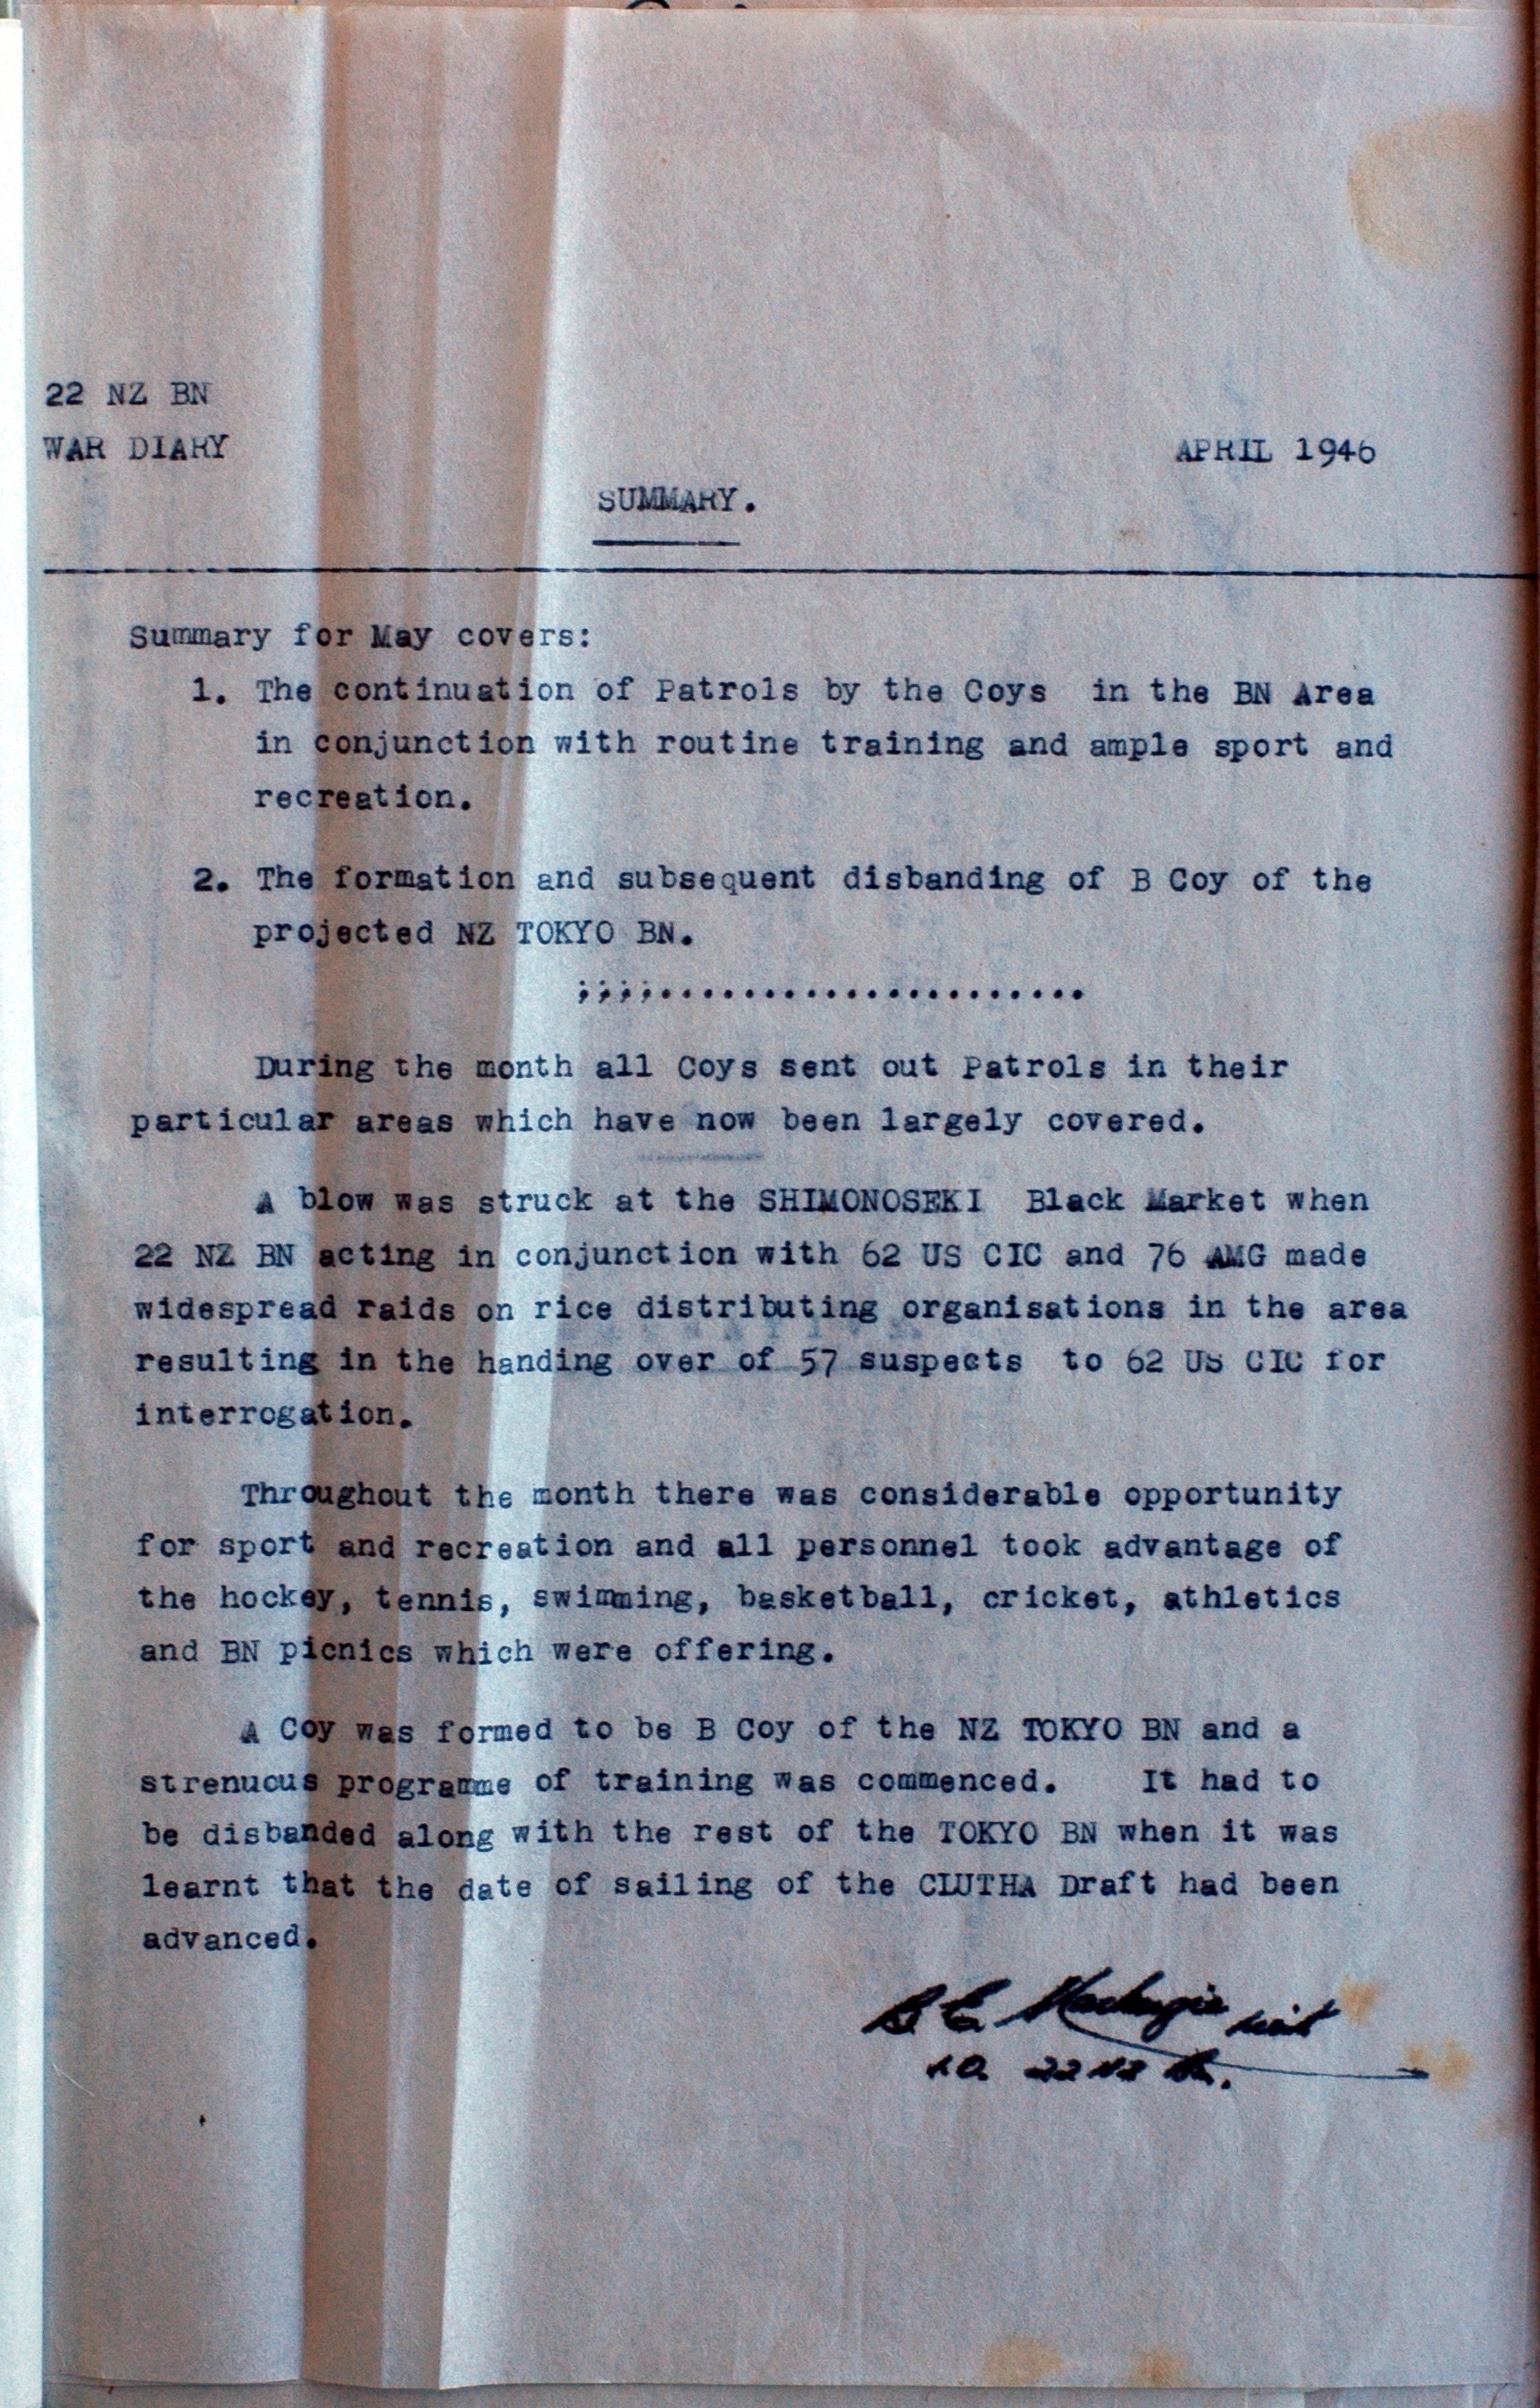 22 NZ BN
WAR DIARY
APRIL 1946
SUMMARY.
Summary for May covers:
1. The continuation of Patrols by the Coys in the BN Area
in conjunction with routine training and ample sport and
recreation.
2. The formation and subsequent disbanding of B Coy of the
projected NZ TOKYO BN.
;;;;.....................
During the month all Coys sent out Patrols in their
particular areas which have now been largely covered.
A blow was struck at the SHIMONOSEKI Black Market when
22 NZ BN acting in conjunction with 62 US CIC and 76 AMG made
widespread raids on rice distributing organisations in the area
resulting in the handing over of 57 suspects to 62 US CIC for
interrogation.
Throughout the month there was considerable opportunity
for sport and recreation and all personnel took advantage of
the hockey, tennis, swimming, basketball, cricket, athletics
and BN picnics which were offering.
A Coy was formed to be B Coy of the NZ TOKYO BN and a
strenuous programme of training was commenced. It had to
be disbanded along with the rest of the TOKYO BN when it was
learnt that the date of sailing of the CLUTHA Draft had been
advanced.
22 NZ Bn.